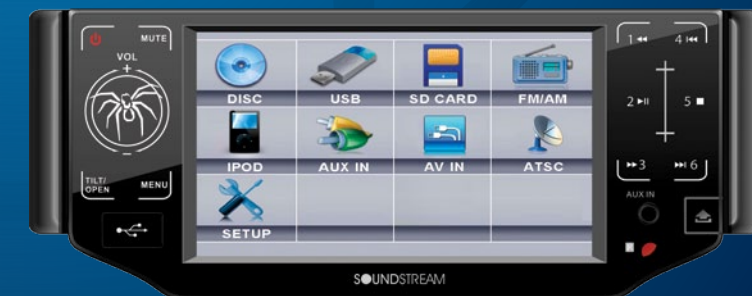 MUTE
VOL
+
−
TILT/
OPEN
MENU
DISC
USB
SD CARD
FM/AM
IPOD
AUX IN
AV IN
ATSC
SETUP
1
4
2
5
3
6
AUX IN
SOUNDSTREAM